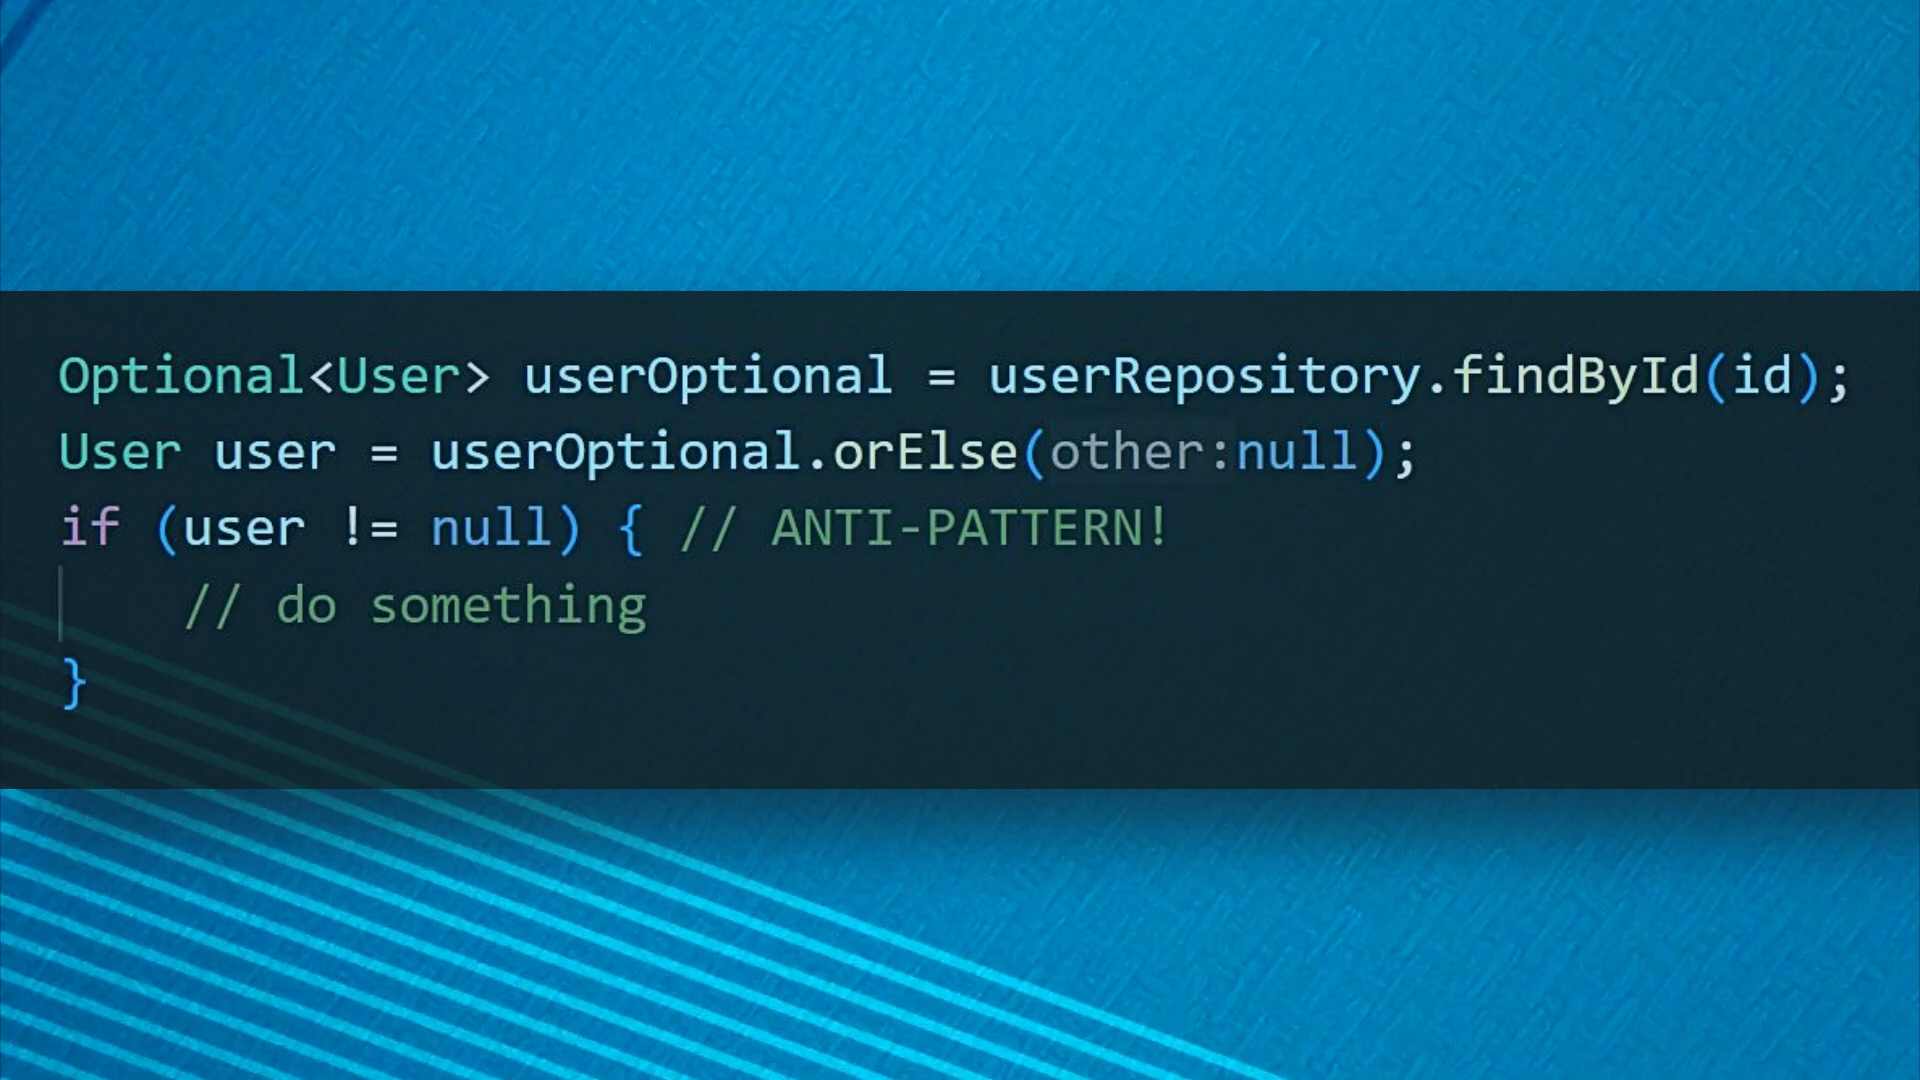 Optional<User> userOptional = userRepository.findById(id);
User user = userOptional.orElse(other:null);
if (user != null) { // ANTI-PATTERN!
    // do something
}